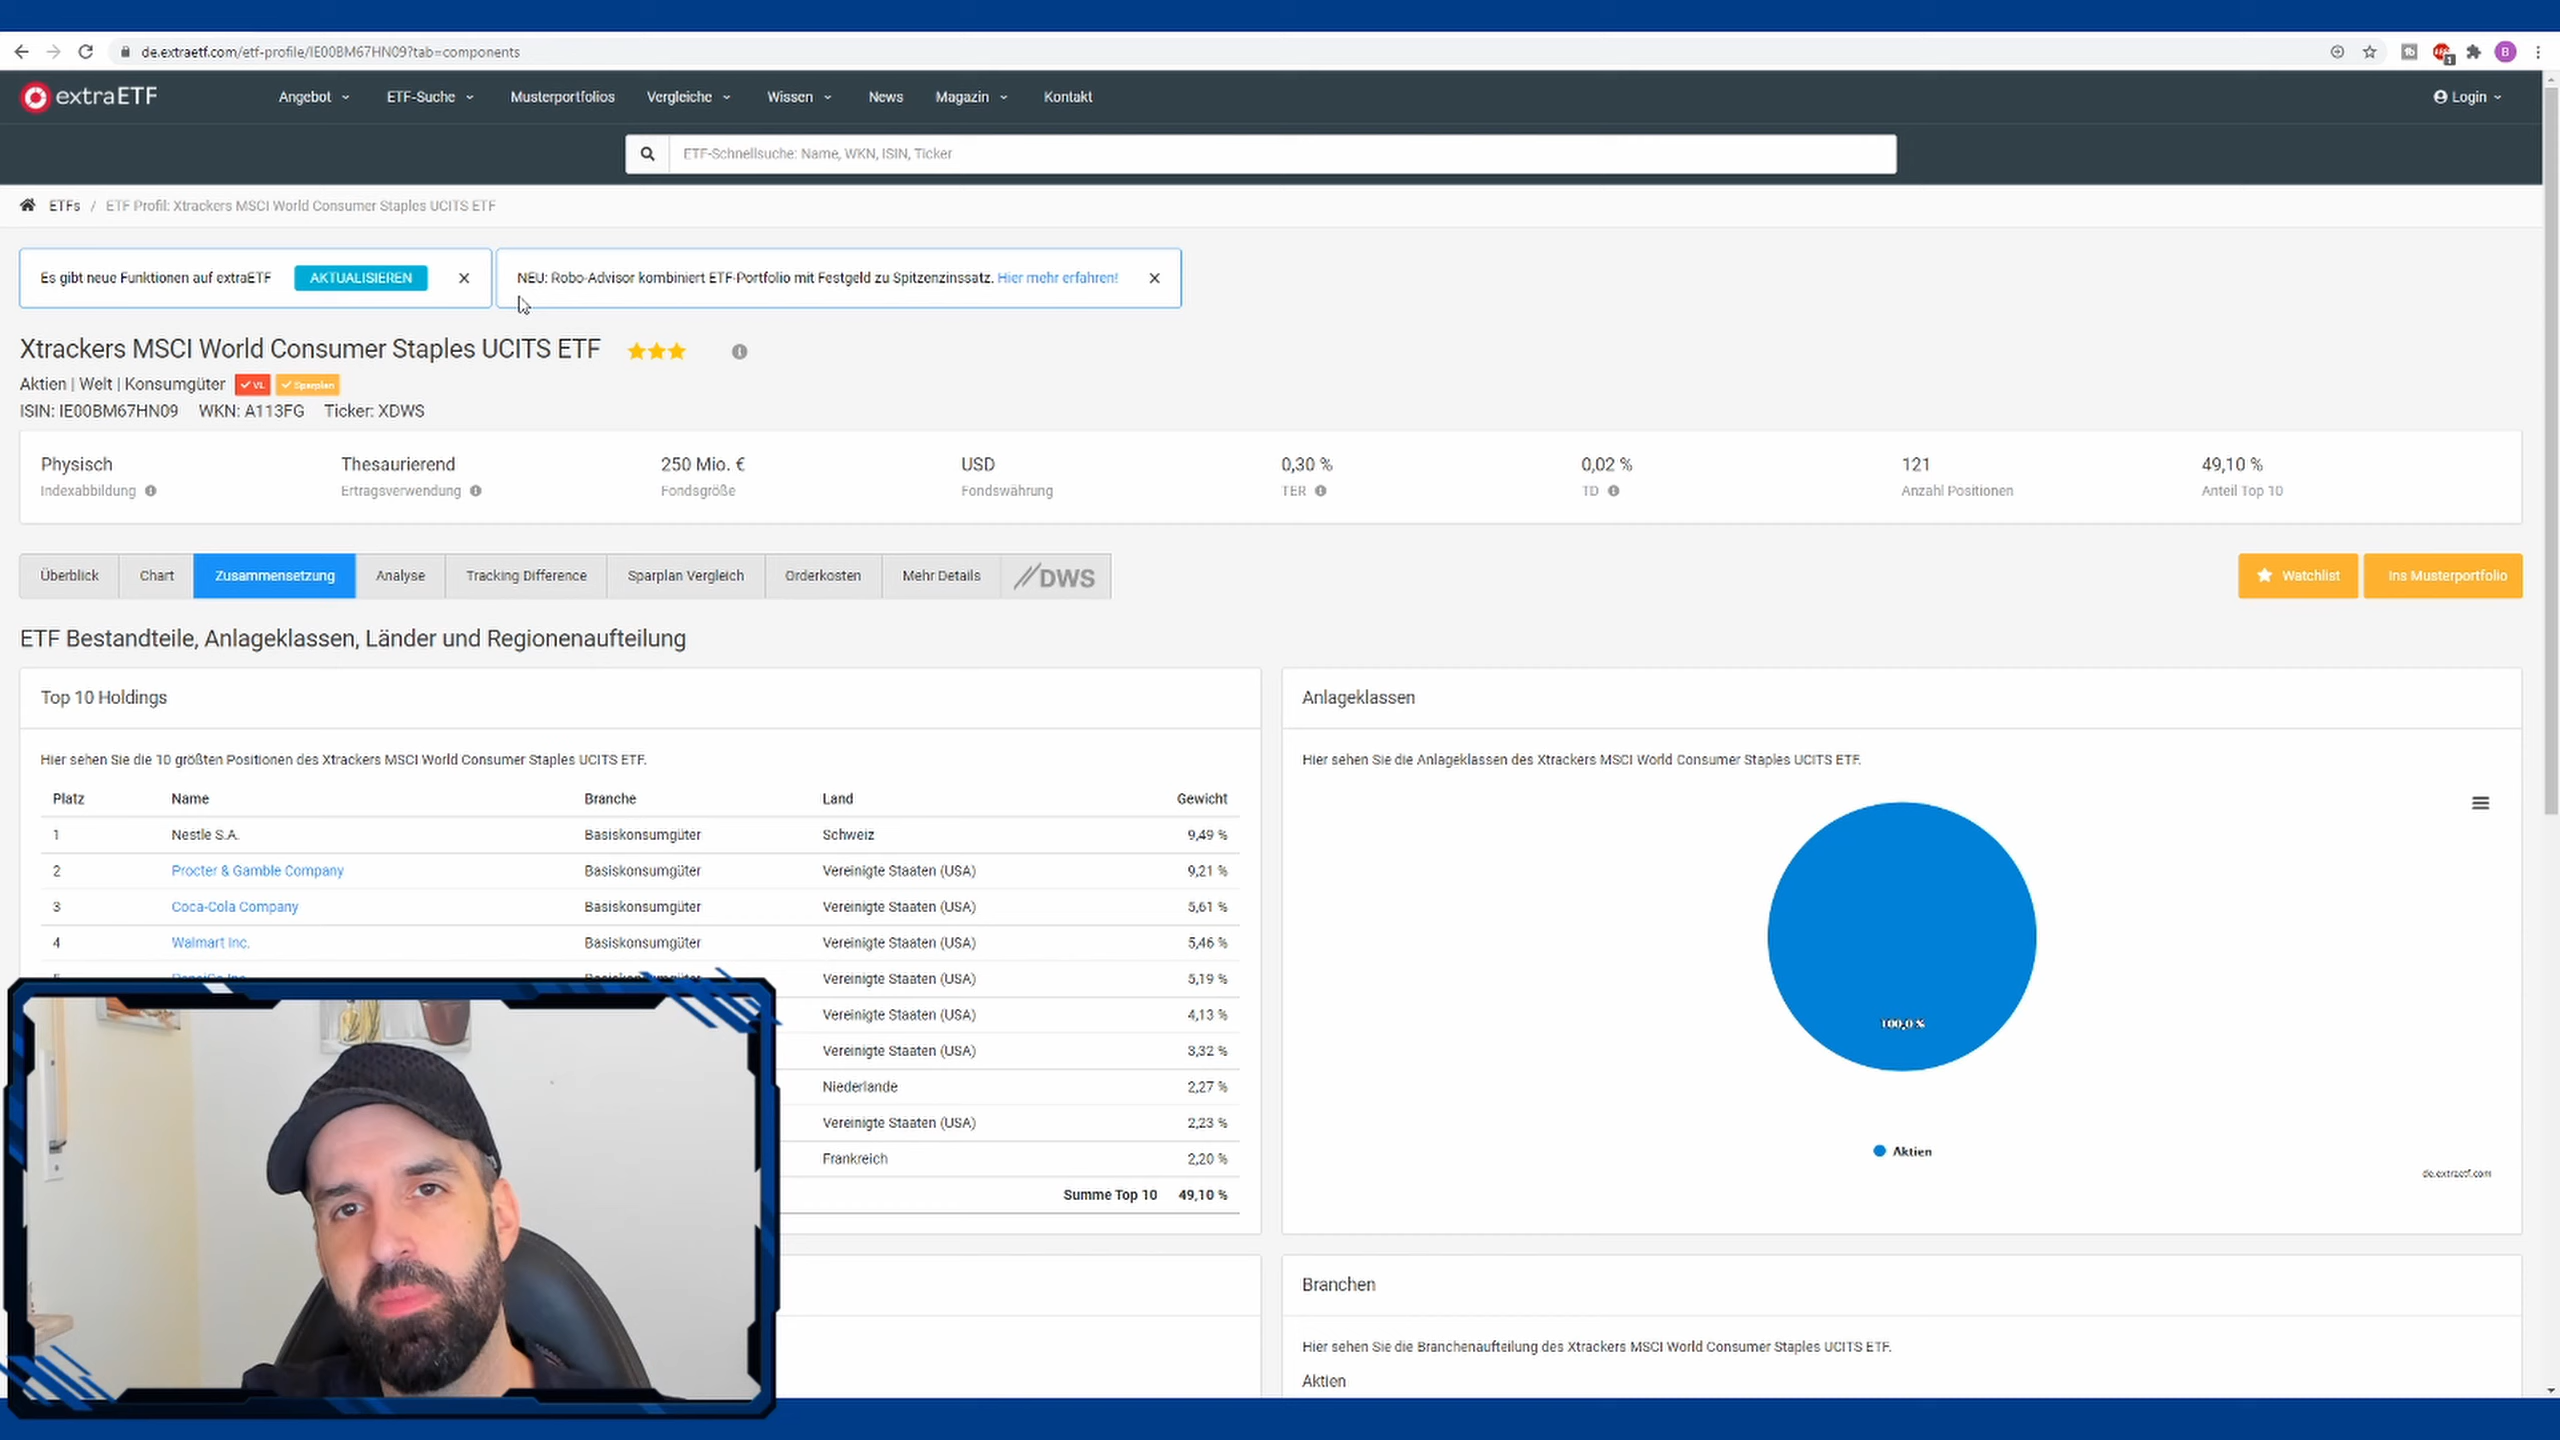 de.extraetf.com/etf-profile/IE00BM67HN09?tab=components
B
extraETF
Angebot
ETF-Suche
Musterportfolios
Vergleiche
Wissen
News
Magazin
Kontakt
Login
ETF-Schnellsuche: Name, WKN, ISIN, Ticker
ETFs / ETF Profil: Xtrackers MSCI World Consumer Staples UCITS ETF
Es gibt neue Funktionen auf extraETF
AKTUALISIEREN
NEU: Robo-Advisor kombiniert ETF-Portfolio mit Festgeld zu Spitzenzinssatz. Hier mehr erfahren!
Xtrackers MSCI World Consumer Staples UCITS ETF
Aktien | Welt | Konsumgüter VL Sparplan
ISIN: IE00BM67HN09 WKN: A113FG Ticker: XDWS
Physisch
Indexabbildung
Thesaurierend
Ertragsverwendung
250 Mio. €
Fondsgröße
USD
Fondswährung
0,30 %
TER
0,02 %
TD
121
Anzahl Positionen
49,10 %
Anteil Top 10
Überblick
Chart
Zusammensetzung
Analyse
Tracking Difference
Sparplan Vergleich
Orderkosten
Mehr Details
DWS
Watchlist
Ins Musterportfolio
ETF Bestandteile, Anlageklassen, Länder und Regionenaufteilung
Top 10 Holdings
Hier sehen Sie die 10 größten Positionen des Xtrackers MSCI World Consumer Staples UCITS ETF.
Platz Name Branche Land Gewicht
1 Nestle S.A. Basiskonsumgüter Schweiz 9,49 %
2 Procter & Gamble Company Basiskonsumgüter Vereinigte Staaten (USA) 9,21 %
3 Coca-Cola Company Basiskonsumgüter Vereinigte Staaten (USA) 5,61 %
4 Walmart Inc. Basiskonsumgüter Vereinigte Staaten (USA) 5,46 %
5 PepsiCo Inc. Basiskonsumgüter Vereinigte Staaten (USA) 5,19 %
Vereinigte Staaten (USA) 4,13 %
Vereinigte Staaten (USA) 3,32 %
Niederlande 2,27 %
Vereinigte Staaten (USA) 2,23 %
Frankreich 2,20 %
Summe Top 10 49,10 %
Anlageklassen
Hier sehen Sie die Anlageklassen des Xtrackers MSCI World Consumer Staples UCITS ETF.
100,0 %
Aktien
de.extraetf.com
Branchen
Hier sehen Sie die Branchenaufteilung des Xtrackers MSCI World Consumer Staples UCITS ETF.
Aktien